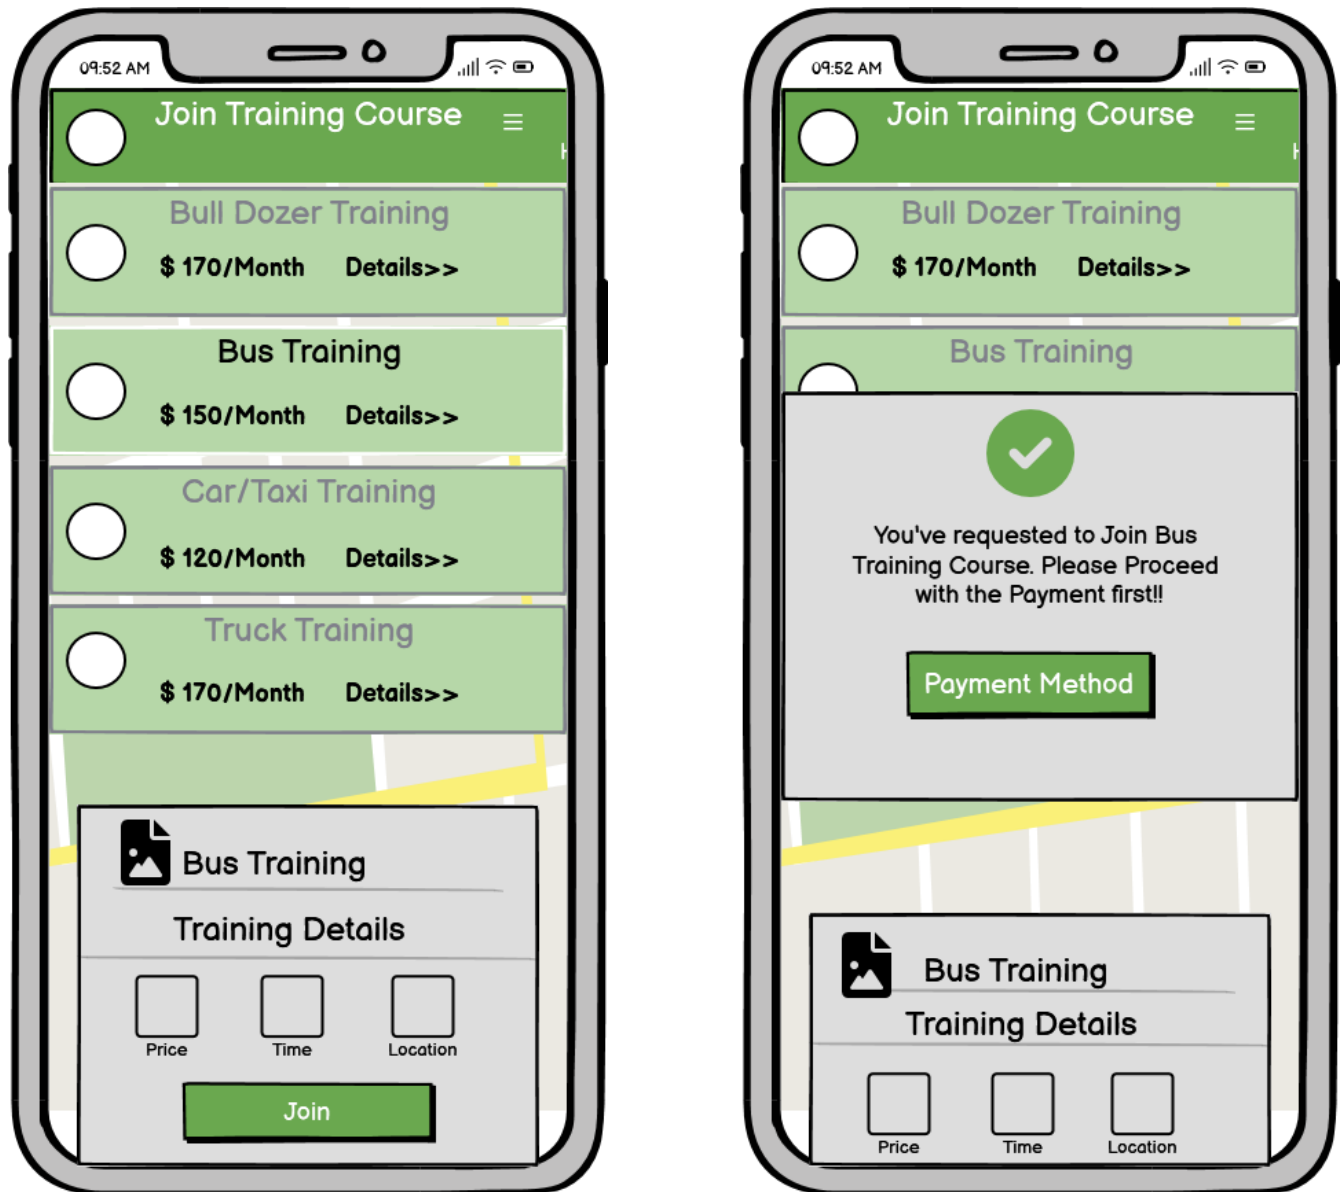 09:52 AM
Join Training Course
H
Bull Dozer Training
$ 170/Month Details>>
Bus Training
$ 150/Month Details>>
Car/Taxi Training
$ 120/Month Details>>
Truck Training
$ 170/Month Details>>
Bus Training
Training Details
Price Time Location
Join
09:52 AM
Join Training Course
H
Bull Dozer Training
$ 170/Month Details>>
Bus Training
You've requested to Join Bus
Training Course. Please Proceed
with the Payment first!!
Payment Method
Bus Training
Training Details
Price Time Location